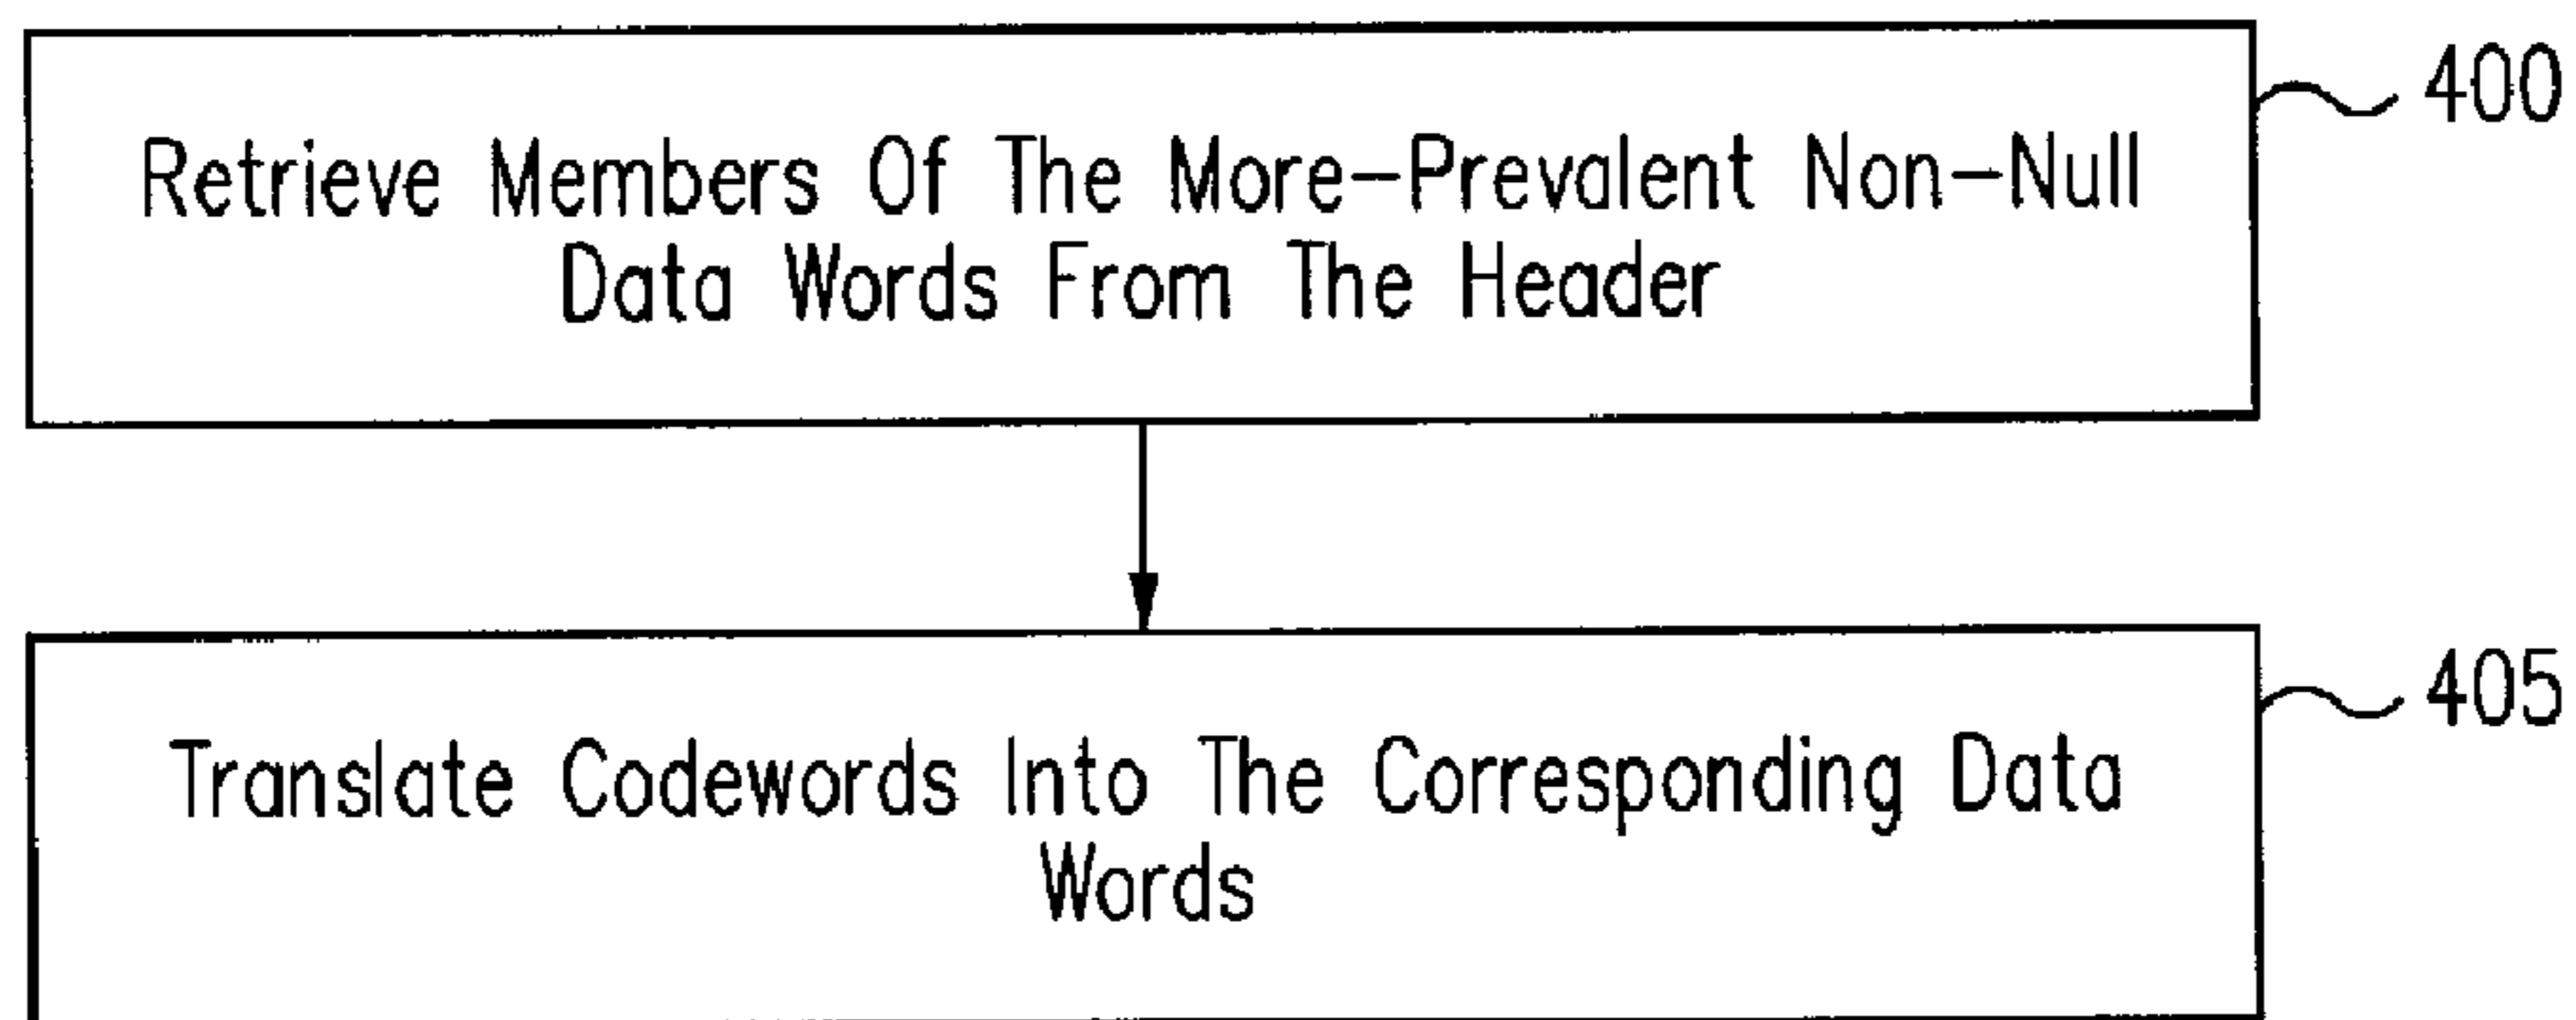 Retrieve Members Of The More-Prevalent Non-Null
Data Words From The Header
400
Translate Codewords Into The Corresponding Data
Words
405